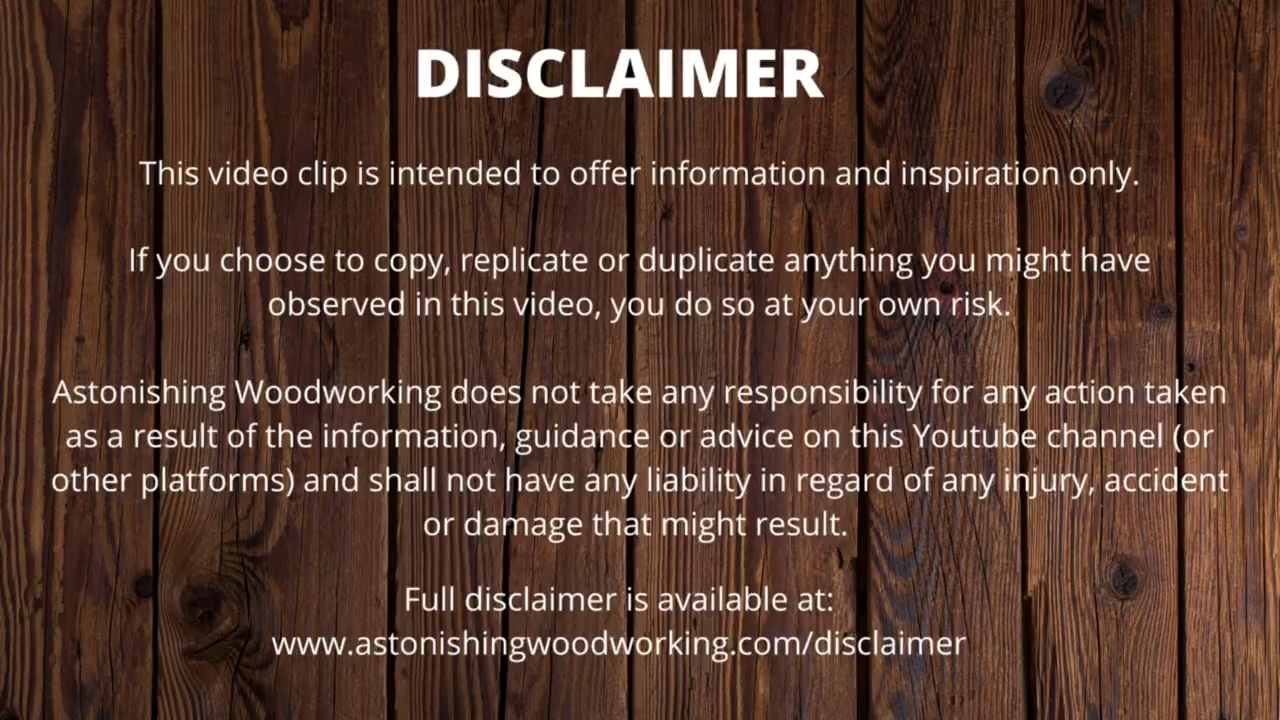 DISCLAIMER
This video clip is intended to offer information and inspiration only.
If you choose to copy, replicate or duplicate anything you might have
observed in this video, you do so at your own risk.
Astonishing Woodworking does not take any responsibility for any action taken
as a result of the information, guidance or advice on this Youtube channel (or
other platforms) and shall not have any liability in regard of any injury, accident
or damage that might result.
Full disclaimer is available at:
www.astonishingwoodworking.com/disclaimer